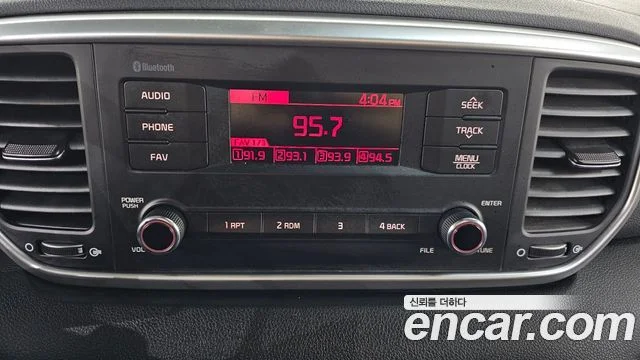 Bluetooth
AUDIO
PHONE
FAV
FM 4:04 PM
95.7
FAV 1/3
1 91.9 2 93.1 3 93.9 4 94.5
SEEK
TRACK
MENU
CLOCK
POWER
PUSH
VOL
1 RPT 2 RDM 3 4 BACK
ENTER
FILE TUNE
신뢰를 더하다
encar.com